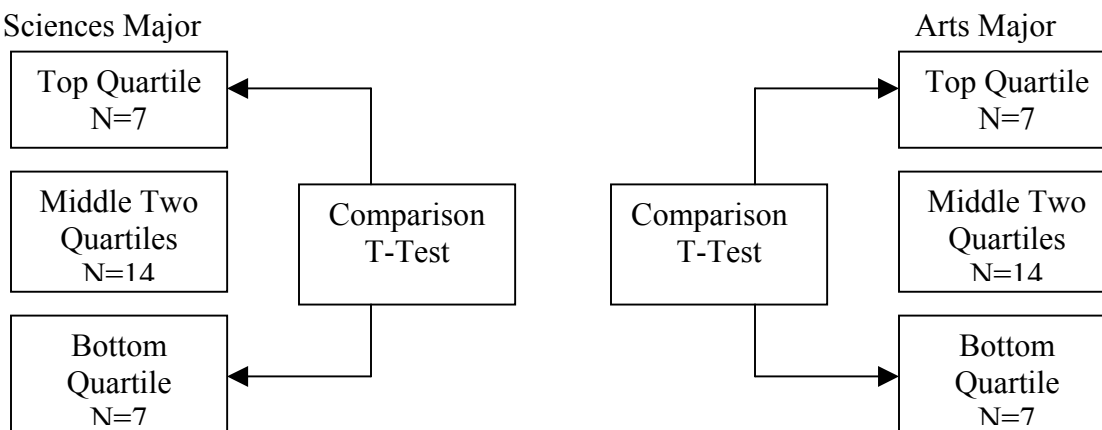 Sciences Major
Top Quartile
N=7
Middle Two
Quartiles
N=14
Bottom
Quartile
N=7
Comparison
T-Test
Comparison
T-Test
Arts Major
Top Quartile
N=7
Middle Two
Quartiles
N=14
Bottom
Quartile
N=7